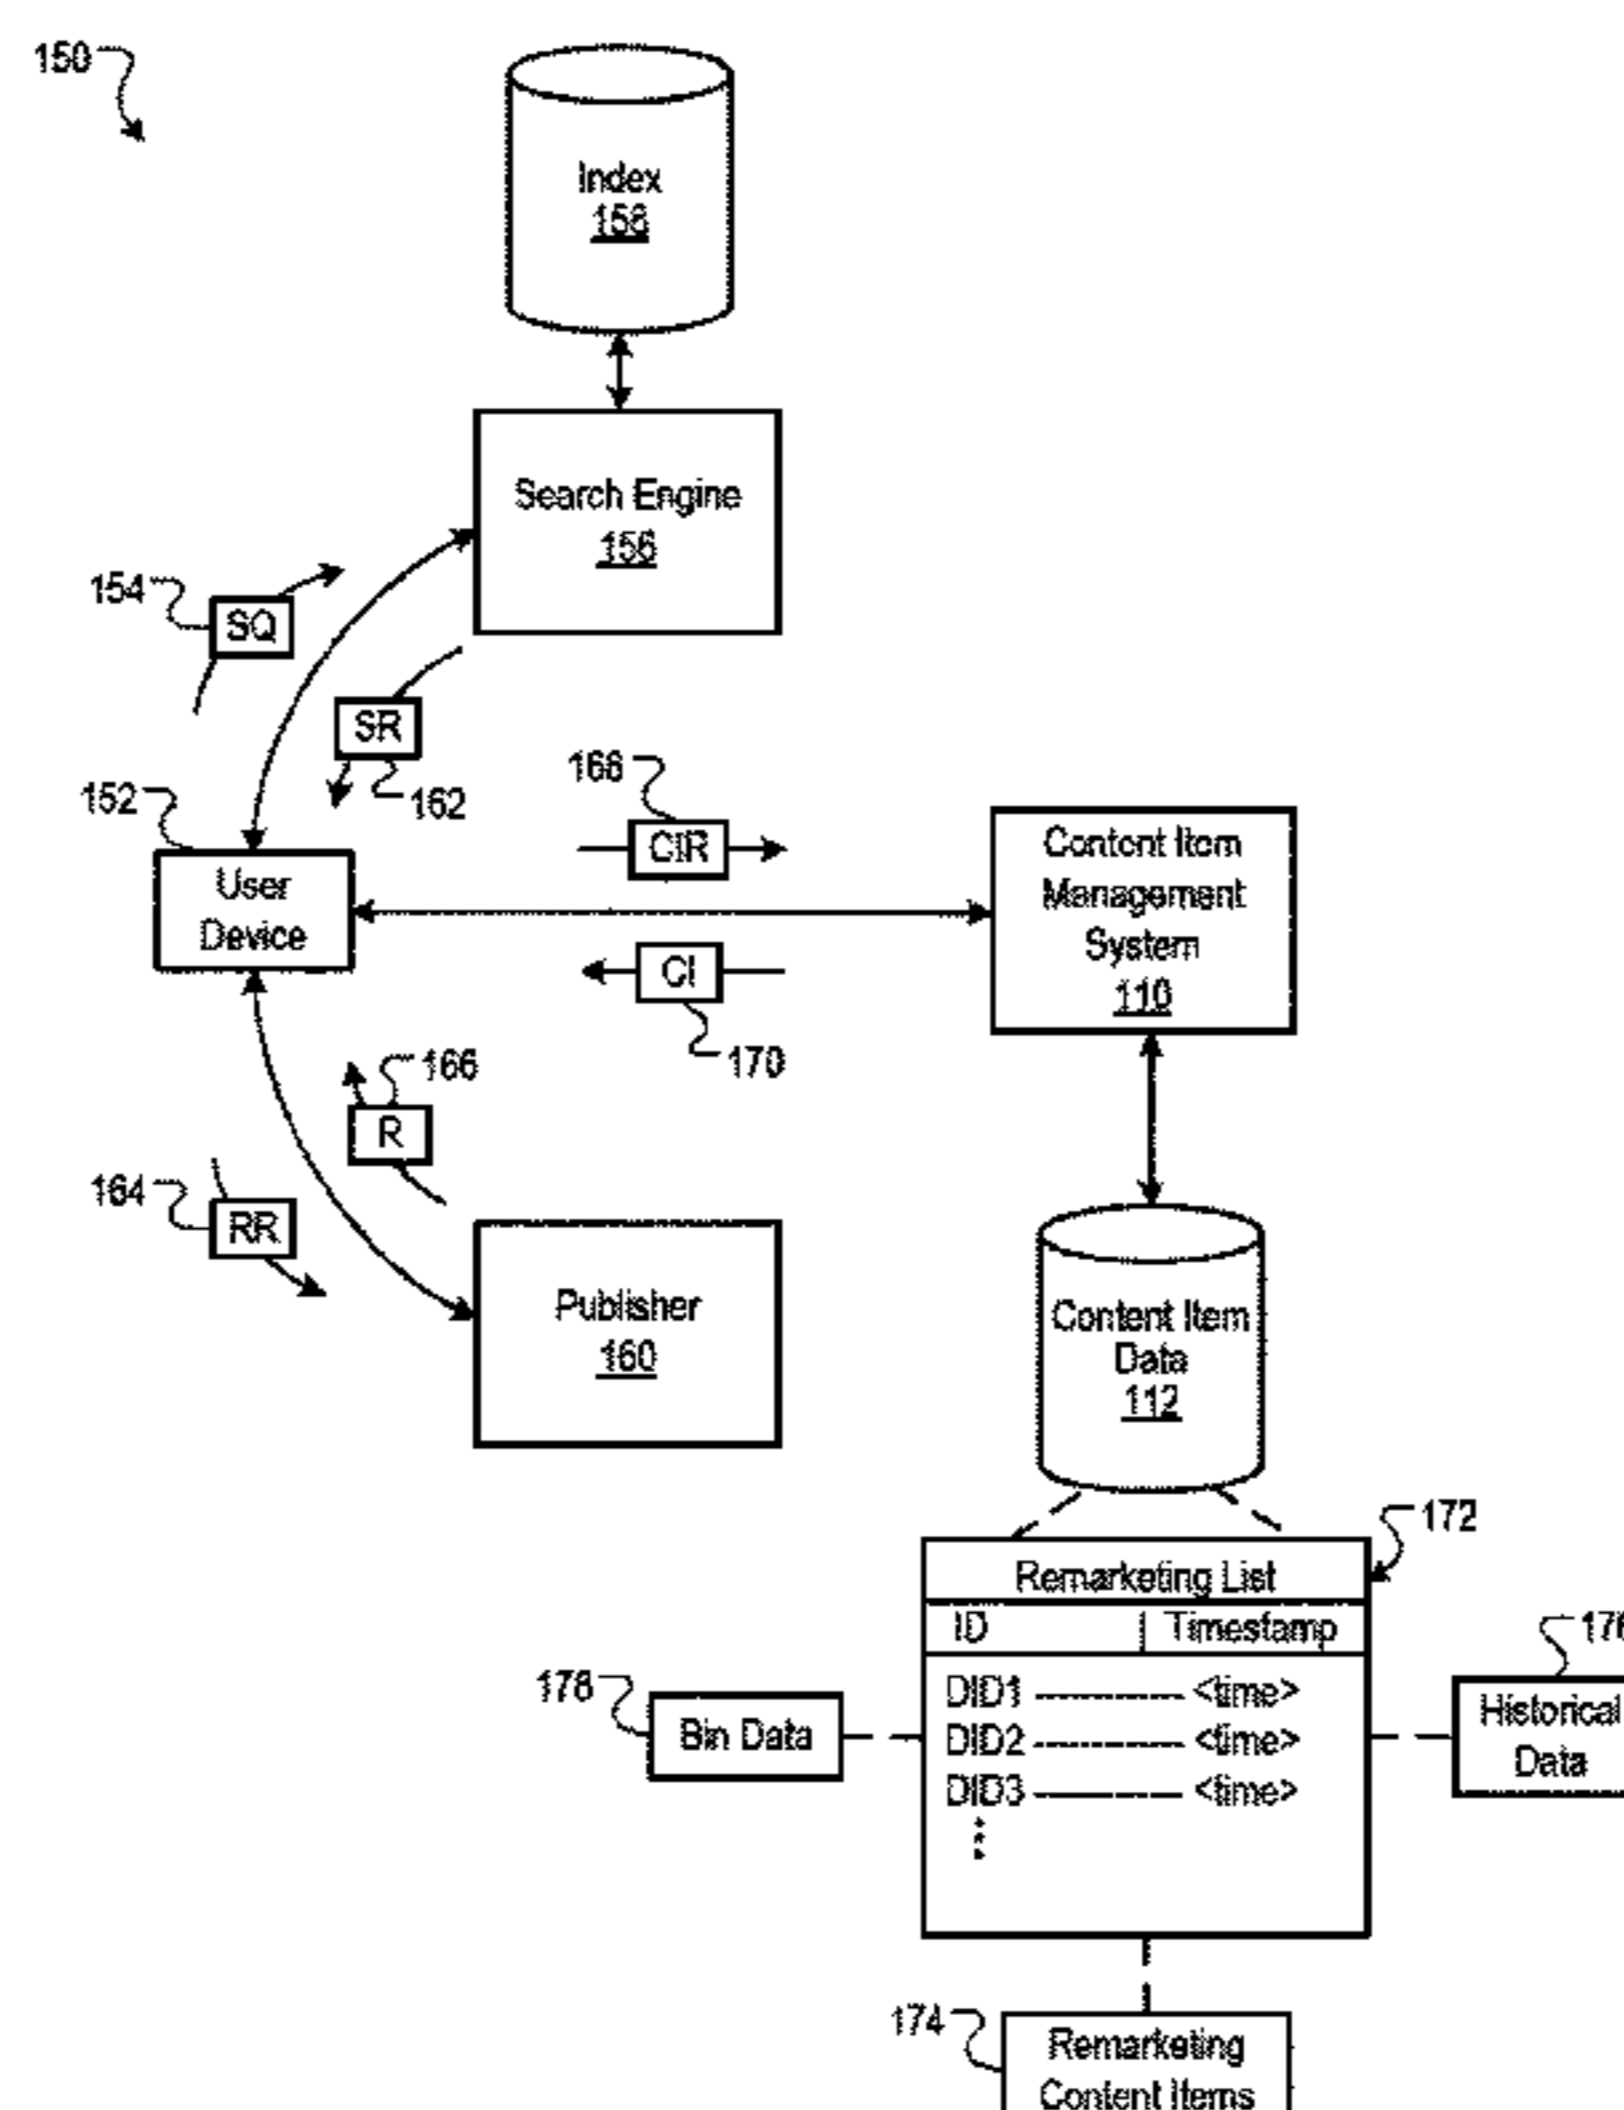 150
Index
158
Search Engine
156
154
SQ
SR
162
152
User
Device
168
CIR
CI
170
Content Item
Management
System
110
166
R
164
RR
Publisher
160
Content Item
Data
112
172
Remarketing List
ID | Timestamp
DID1 ---------- <time>
DID2 ---------- <time>
DID3 ---------- <time>
178
Bin Data
Historical
Data
174
Remarketing
Content Items